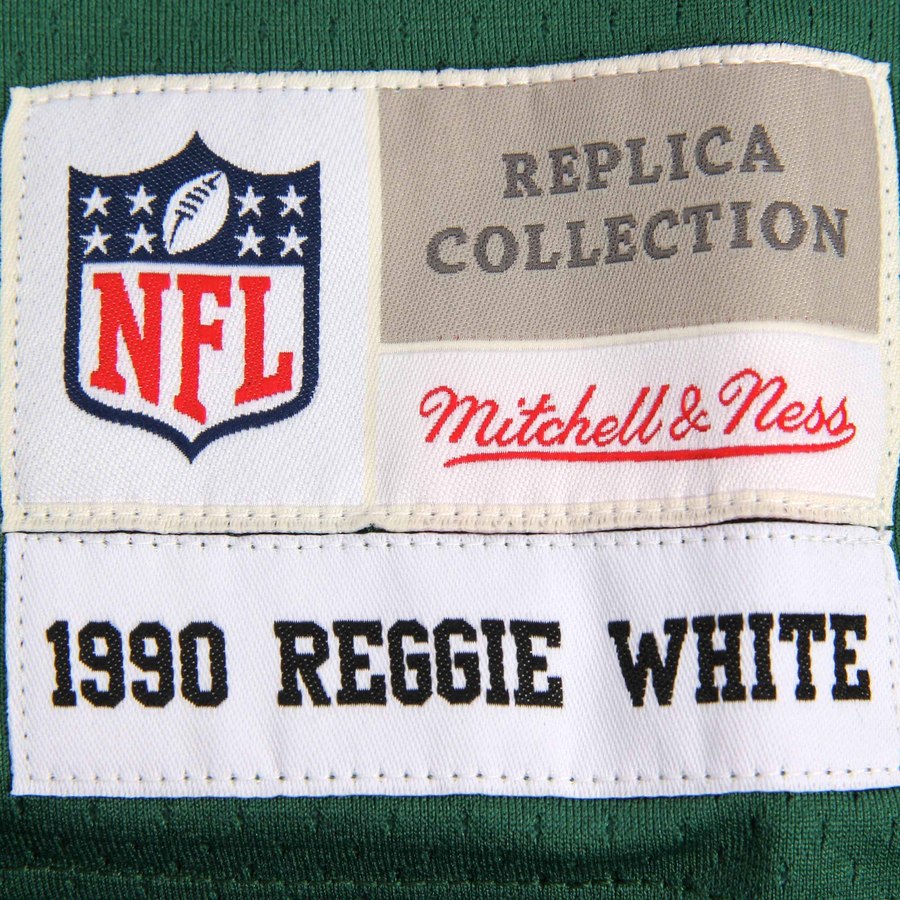 NFL
REPLICA
COLLECTION
Mitchell & Ness
1990 REGGIE WHITE